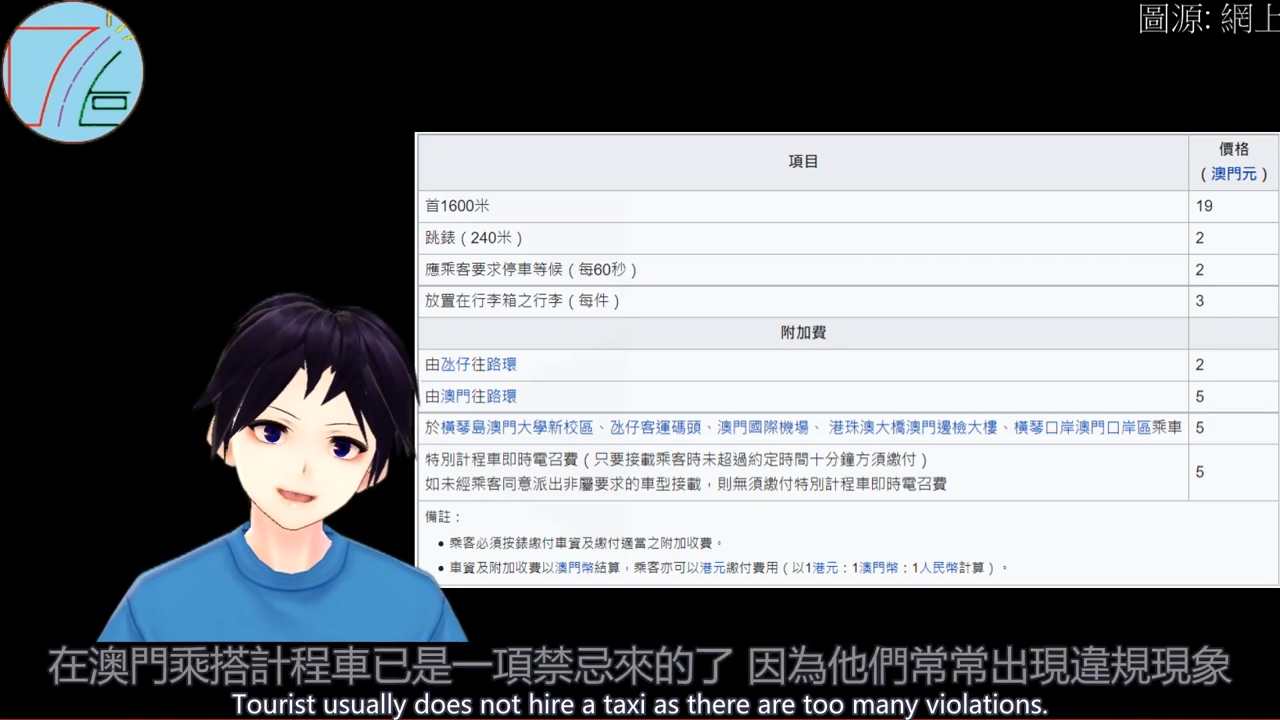 圖源: 網上
項目
價格
(澳門元)
首1600米
19
跳錶(240米)
2
應乘客要求停車等候(每60秒)
2
放置在行李箱之行李(每件)
3
附加費
由氹仔往路環
2
由澳門往路環
5
於橫琴島澳門大學新校區、氹仔客運碼頭、澳門國際機場、 港珠澳大橋澳門邊檢大樓、橫琴口岸澳門口岸區乘車
5
特別計程車即時電召費(只要接載乘客時未超過約定時間十分鐘方須繳付)
如未經乘客同意派出非屬要求的車型接載，則無須繳付特別計程車即時電召費
5
備註：
• 乘客必須按錶繳付車資及繳付適當之附加收費。
• 車資及附加收費以澳門幣結算，乘客亦可以港元繳付費用(以1港元：1澳門幣：1人民幣計算)。
在澳門乘搭計程車已是一項禁忌來的了 因為他們常常出現違規現象
Tourist usually does not hire a taxi as there are too many violations.